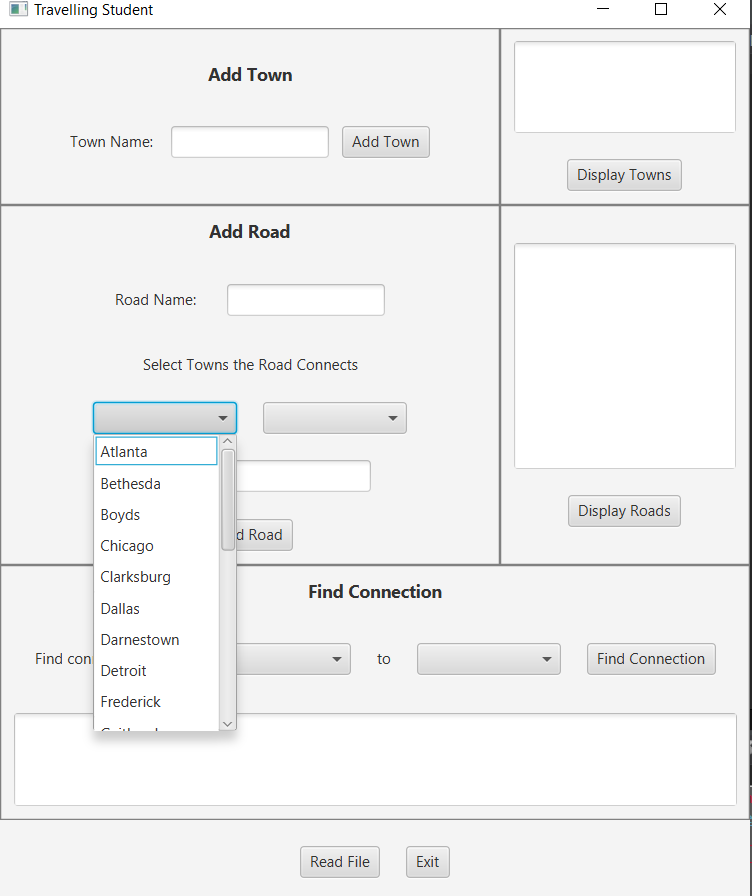 Travelling Student
Add Town
Town Name:
Add Town
Display Towns
Add Road
Road Name:
Select Towns the Road Connects
Atlanta
Bethesda
Boyds
Chicago
Clarksburg
Dallas
Darnestown
Detroit
Frederick
d Road
Display Roads
Find Connection
Find con
to
Find Connection
Read File
Exit